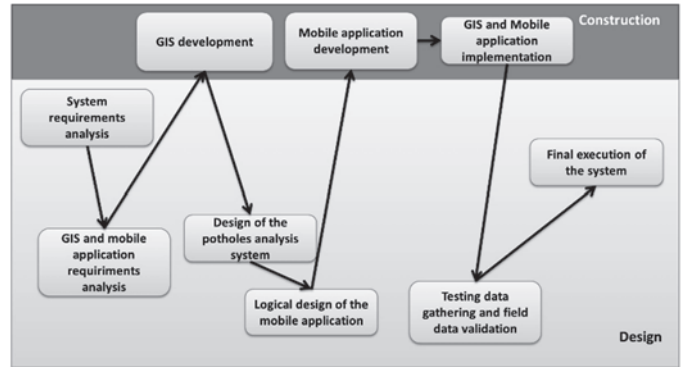 Construction
GIS development
Mobile application
development
GIS and Mobile
application
implementation
System
requirements
analysis
Final execution of
the system
GIS and mobile
application
requiriments
analysis
Design of the
potholes analysis
system
Logical design of the
mobile application
Testing data
gathering and field
data validation
Design